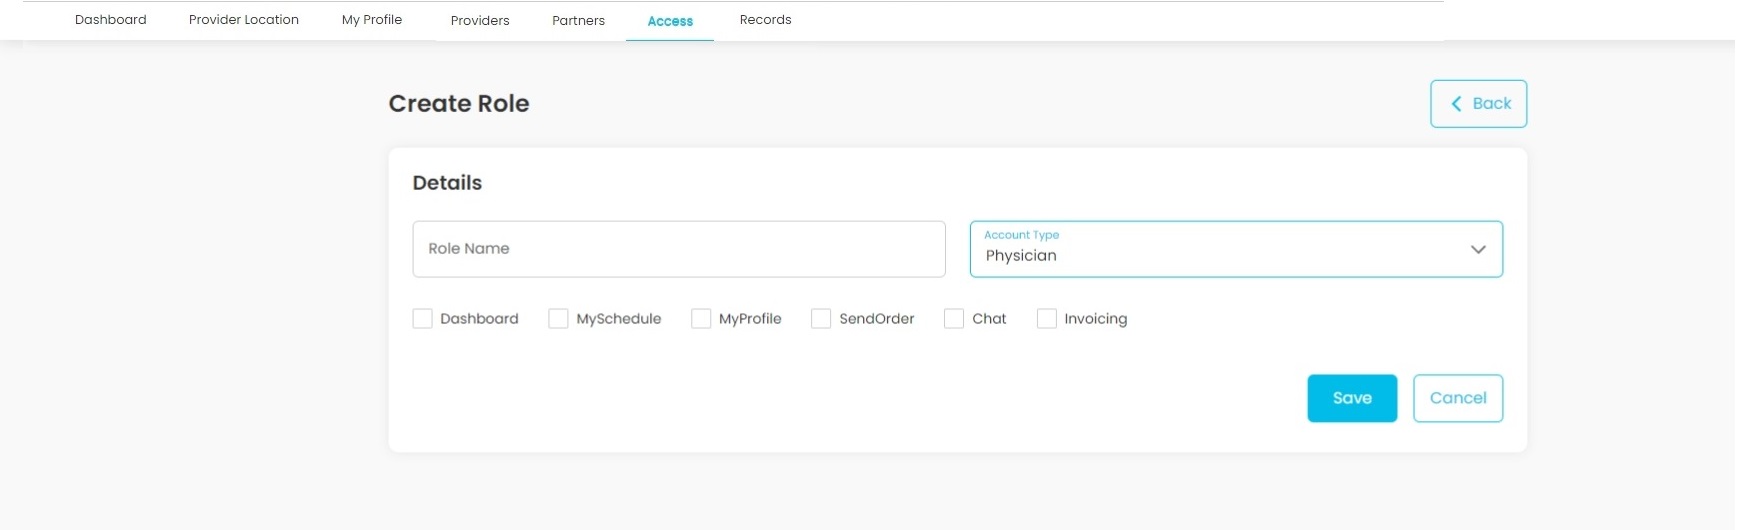 Dashboard Provider Location My Profile Providers Partners Access Records
Create Role
Back
Details
Role Name
Account Type
Physician
Dashboard MySchedule MyProfile SendOrder Chat Invoicing
Save Cancel